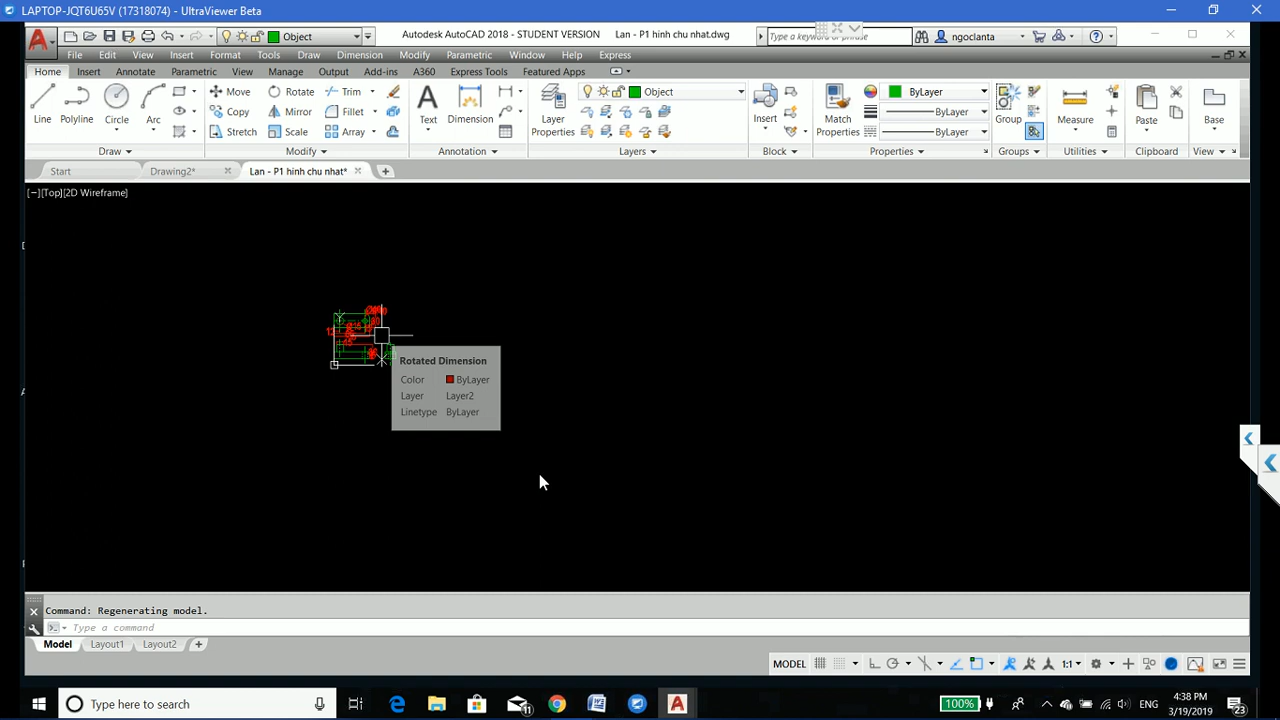 LAPTOP-JQT6U65V (17318074) - UltraViewer Beta
Object
Autodesk AutoCAD 2018 - STUDENT VERSION
Lan - P1 hinh chu nhat.dwg
Type a keyword or phrase
ngoclanta
File Edit View Insert Format Tools Draw Dimension Modify Parametric Window Help Express
Home Insert Annotate Parametric View Manage Output Add-ins A360 Express Tools Featured Apps
Line Polyline Circle Arc
Move Rotate Trim
Copy Mirror Fillet
Stretch Scale Array
Text Dimension
Layer Properties
Object
Insert
Match Properties
ByLayer
ByLayer
ByLayer
Group
Measure
Paste
Base
Draw Modify Annotation Layers Block Properties Groups Utilities Clipboard View
Start Drawing2* Lan - P1 hinh chu nhat*
[−][Top][2D Wireframe]
Rotated Dimension
Color ByLayer
Layer Layer2
Linetype ByLayer
Command: Regenerating model.
Type a command
Model Layout1 Layout2
MODEL
1:1
Type here to search
11
100%
ENG
4:38 PM
3/19/2019
23